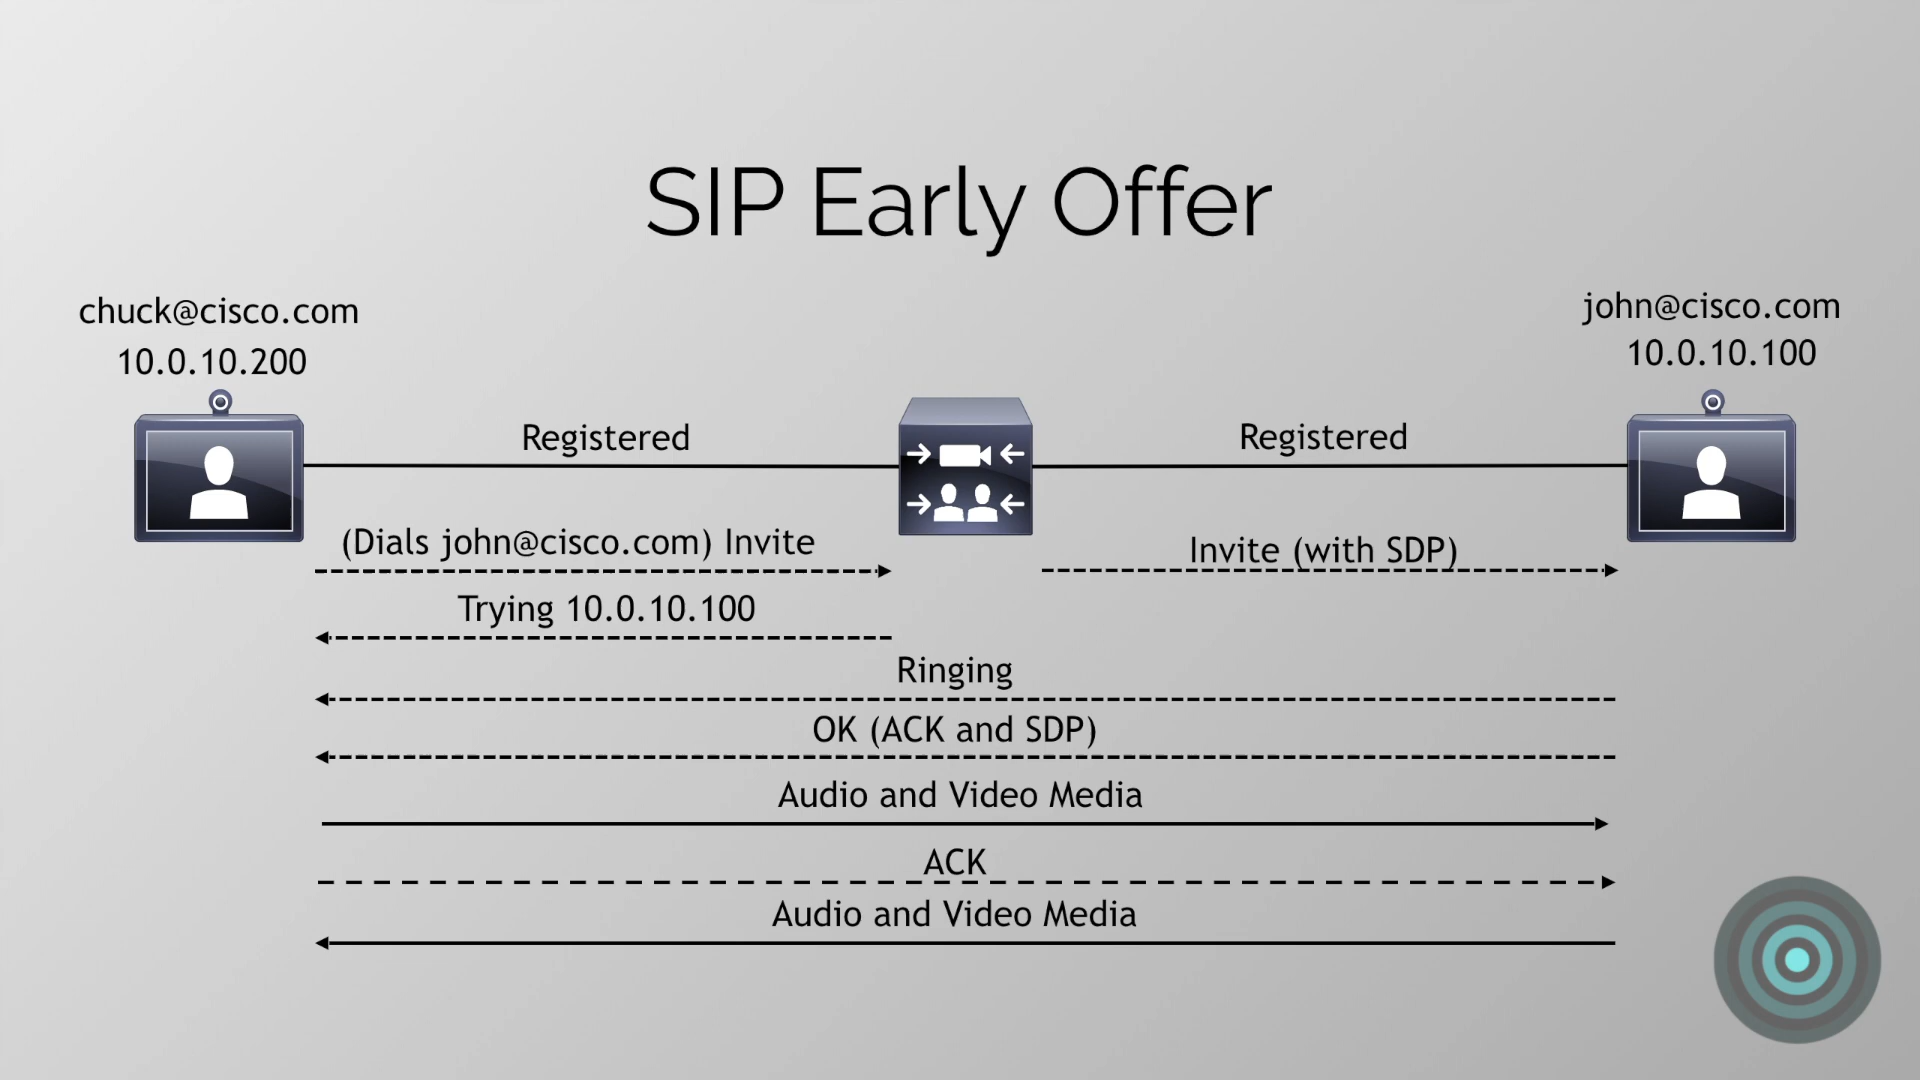 SIP Early Offer
chuck@cisco.com
10.0.10.200
john@cisco.com
10.0.10.100
Registered
Registered
(Dials john@cisco.com) Invite
Invite (with SDP)
Trying 10.0.10.100
Ringing
OK (ACK and SDP)
Audio and Video Media
ACK
Audio and Video Media